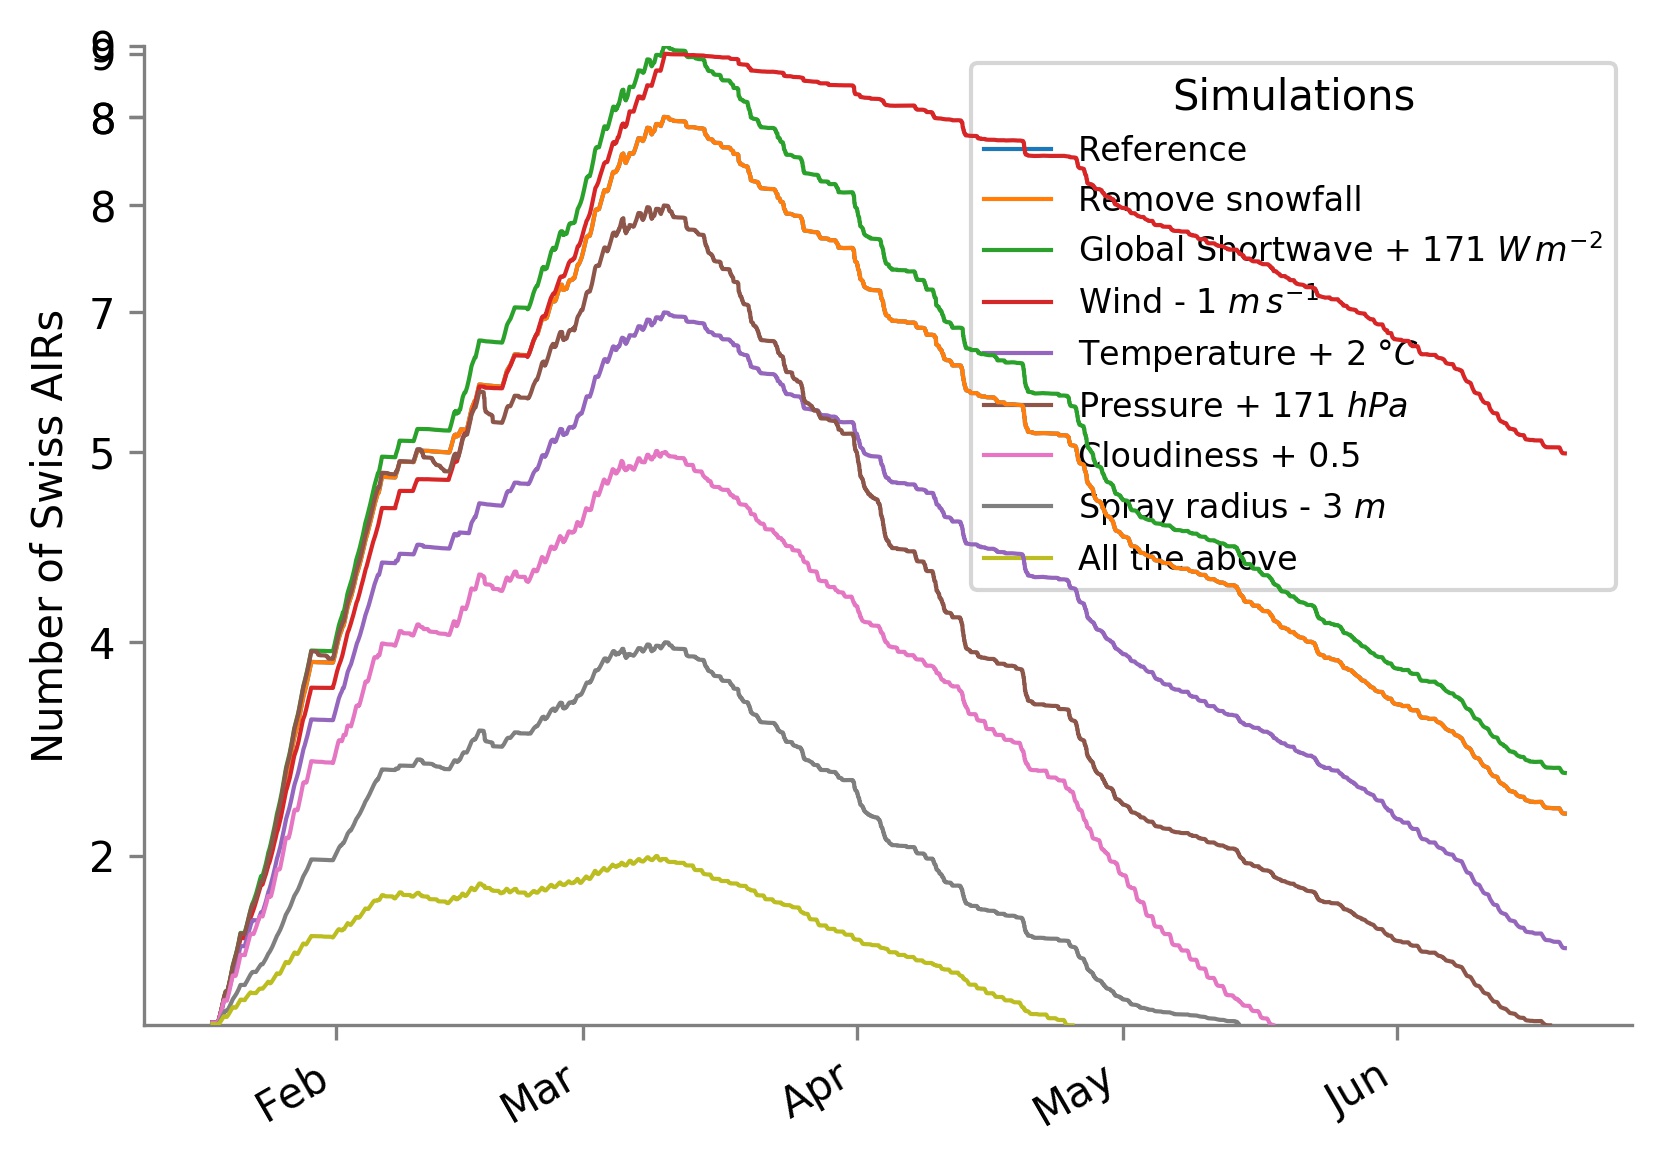 9
9
8
8
7
5
4
2
Number of Swiss AIRs
Feb
Mar
Apr
May
Jun
Simulations
Reference
Remove snowfall
Global Shortwave + 171 W m⁻²
Wind - 1 m s⁻¹
Temperature + 2 °C
Pressure + 171 hPa
Cloudiness + 0.5
Spray radius - 3 m
All the above